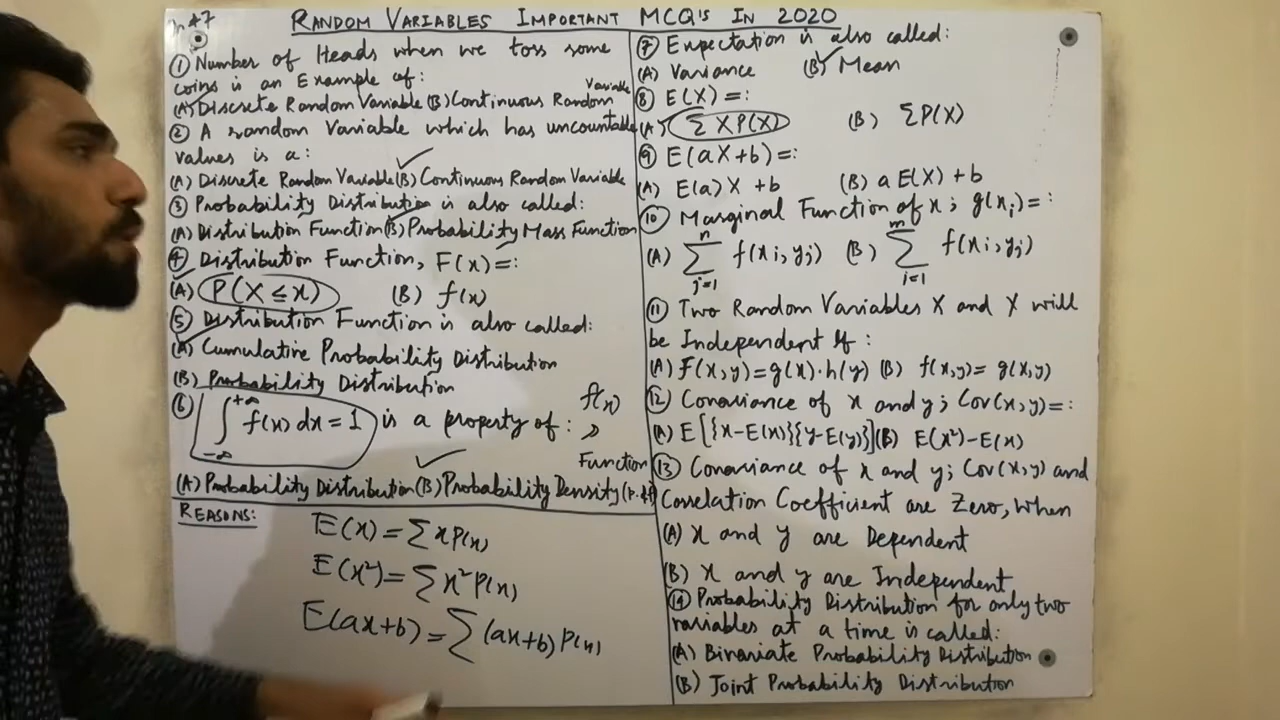 RANDOM VARIABLES IMPORTANT MCQ'S IN 2020
① Number of Heads when we toss some
coins is an Example of:
(A) Discrete Random Variable (B) Continuous Random Variable
② A random Variable which has uncountable
values is a:
(A) Discrete Random Variable (B) Continuous Random Variable
③ Probability Distribution is also called:
(A) Distribution Function (B) Probability Mass Function
④ Distribution Function, F(x)=:
(A) P(X ≤ x) (B) f(x)
⑤ Distribution Function is also called:
(A) Cumulative Probability Distribution
(B) Probability Distribution
⑥ ∫_{-∞}^{+∞} f(x) dx = 1 is a property of: f(x)
Function
(A) Probability Distribution (B) Probability Density (P.d.f)
REASONS:
E(x) = Σ x P(x)
E(x²) = Σ x² P(x)
E(ax+b) = Σ (ax+b) P(x)
⑦ Expectation is also called:
(A) Variance (B) Mean
⑧ E(X) =:
(A) Σ X P(X) (B) Σ P(X)
⑨ E(aX+b) =:
(A) E(a)X + b (B) a E(X) + b
⑩ Marginal Function of x; g(xᵢ) =:
(A) Σ_{j=1}^{n} f(xi, yj) (B) Σ_{i=1}^{m} f(xi, yj)
⑪ Two Random Variables X and X will
be Independent If:
(A) F(x,y)=g(x)·h(y) (B) f(x,y)= g(x,y)
⑫ Covariance of x and y; Cov(x,y)=:
(A) E[{x-E(x)}{y-E(y)}] (B) E(x²)-E(x)
⑬ Covariance of x and y; Cov(x,y) and
Correlation Coefficient are Zero, When
(A) x and y are Dependent
(B) x and y are Independent
⑭ Probability Distribution for only two
variables at a time is called:
(A) Bivariate Probability Distribution
(B) Joint Probability Distribution